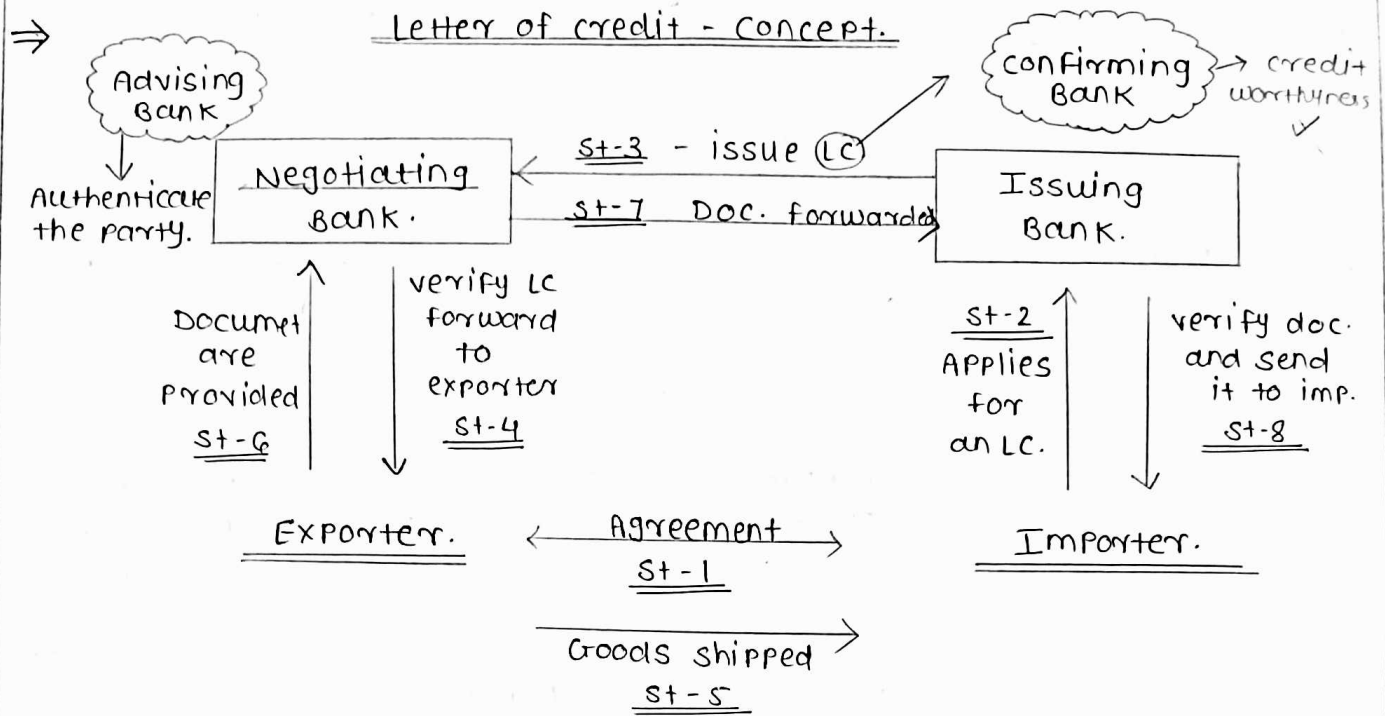 ⇒ Letter of credit - Concept.
Advising
Bank
Authenticate
the party.
Confirming
Bank
→ credit
worthyness
Negotiating
Bank.
St-3 - issue LC
St-7 Doc. forwarded
Issuing
Bank.
Documet
are
Provided
St-6
verify LC
forward
to
exporter
St-4
St-2
Applies
for
an LC.
verify doc.
and send
it to imp.
St-8
Exporter.
Agreement
St-1
Importer.
Goods shipped
St-5